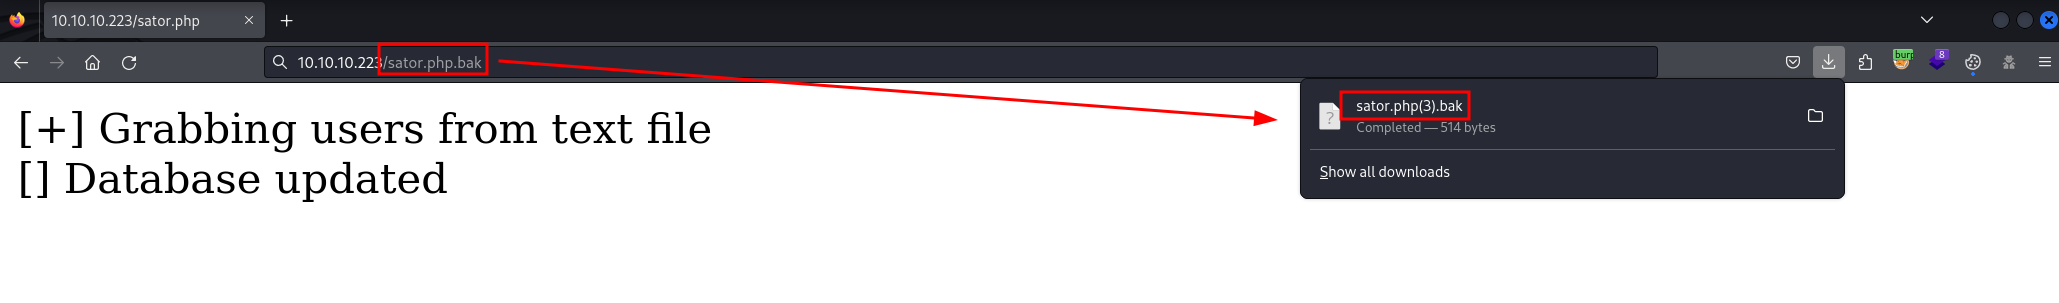 10.10.10.223/sator.php
10.10.10.223/sator.php.bak
burp
8
[+] Grabbing users from text file
[] Database updated
sator.php(3).bak
Completed — 514 bytes
Show all downloads
?